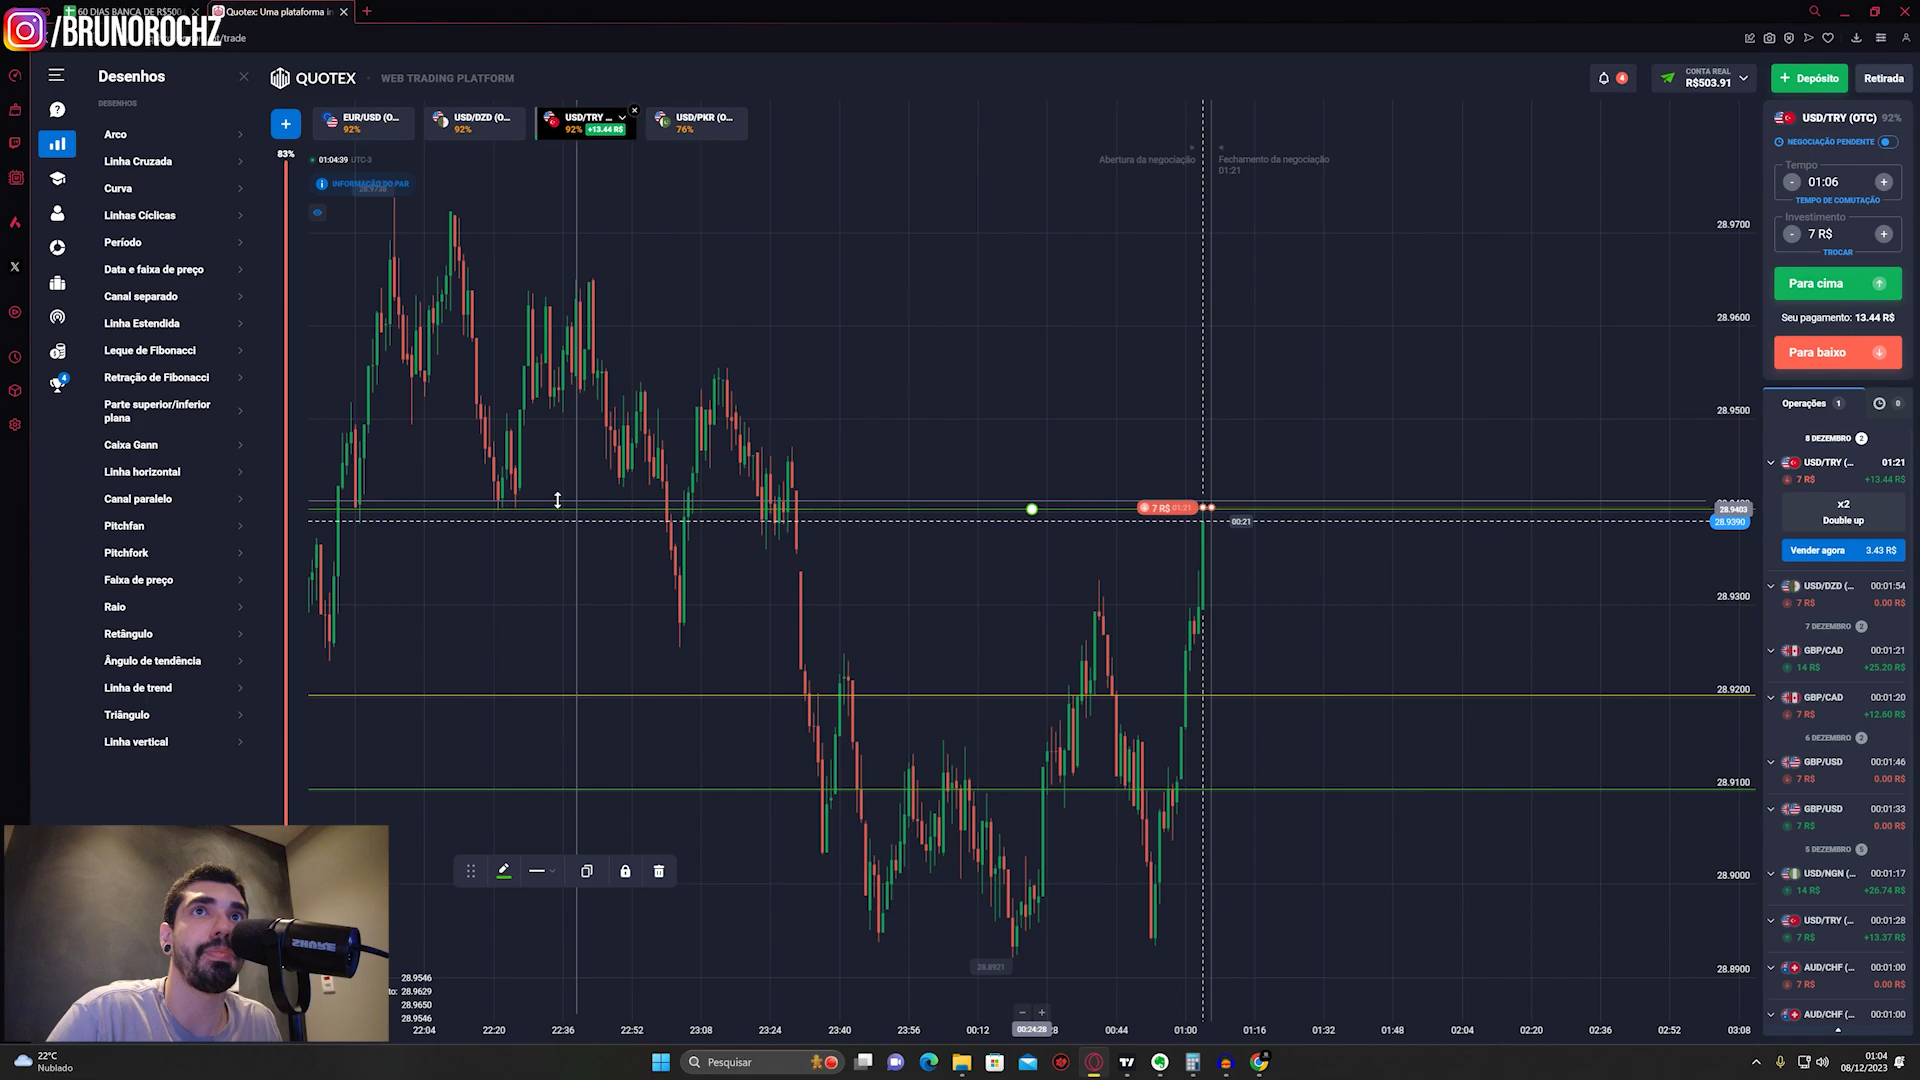 60 DIAS BANCA DE R$500
Quotex: Uma plataforma in
/BRUNOROCHZ
/trade
Desenhos
DESENHOS
Arco
Linha Cruzada
Curva
Linhas Cíclicas
Período
Data e faixa de preço
Canal separado
Linha Estendida
Leque de Fibonacci
Retração de Fibonacci
Parte superior/inferior
plana
Caixa Gann
Linha horizontal
Canal paralelo
Pitchfan
Pitchfork
Faixa de preço
Raio
Retângulo
Ângulo de tendência
Linha de trend
Triângulo
Linha vertical
4
QUOTEX
WEB TRADING PLATFORM
4
CONTA REAL
R$503.91
+ Depósito
Retirada
EUR/USD (O...
92%
USD/DZD (O...
92%
USD/TRY ...
92% +13.44 R$
USD/PKR (O...
76%
83%
01:04:39 UTC-3
INFORMAÇÃO DO PAR
Abertura da negociação
Fechamento da negociação
01:21
28.9700
28.9600
28.9500
28.9403
28.9390
28.9300
28.9200
28.9100
28.9000
28.8900
7 R$ 01:21
00:21
28.8921
28.9546
to: 28.9629
28.9650
28.9546
22:04
22:20
22:36
22:52
23:08
23:24
23:40
23:56
00:12
00:24:28
00:44
01:00
01:16
01:32
01:48
02:04
02:20
02:36
02:52
03:08
USD/TRY (OTC) 92%
NEGOCIAÇÃO PENDENTE
Tempo
- 01:06 +
TEMPO DE COMUTAÇÃO
Investimento
- 7 R$ +
TROCAR
Para cima
Seu pagamento: 13.44 R$
Para baixo
Operações 1
0
8 DEZEMBRO 2
USD/TRY (... 01:21
7 R$ +13.44 R$
X2
Double up
Vender agora 3.43 R$
USD/DZD (... 00:01:54
7 R$ 0.00 R$
7 DEZEMBRO 2
GBP/CAD 00:01:21
14 R$ +25.20 R$
GBP/CAD 00:01:20
7 R$ +12.60 R$
6 DEZEMBRO 2
GBP/USD 00:01:46
7 R$ 0.00 R$
GBP/USD 00:01:33
7 R$ 0.00 R$
5 DEZEMBRO 5
USD/NGN (... 00:01:17
14 R$ +26.74 R$
USD/TRY (... 00:01:28
7 R$ +13.37 R$
AUD/CHF (... 00:01:00
7 R$ 0.00 R$
AUD/CHF (... 00:01:00
SHURE
22°C
Nublado
Pesquisar
01:04
08/12/2023